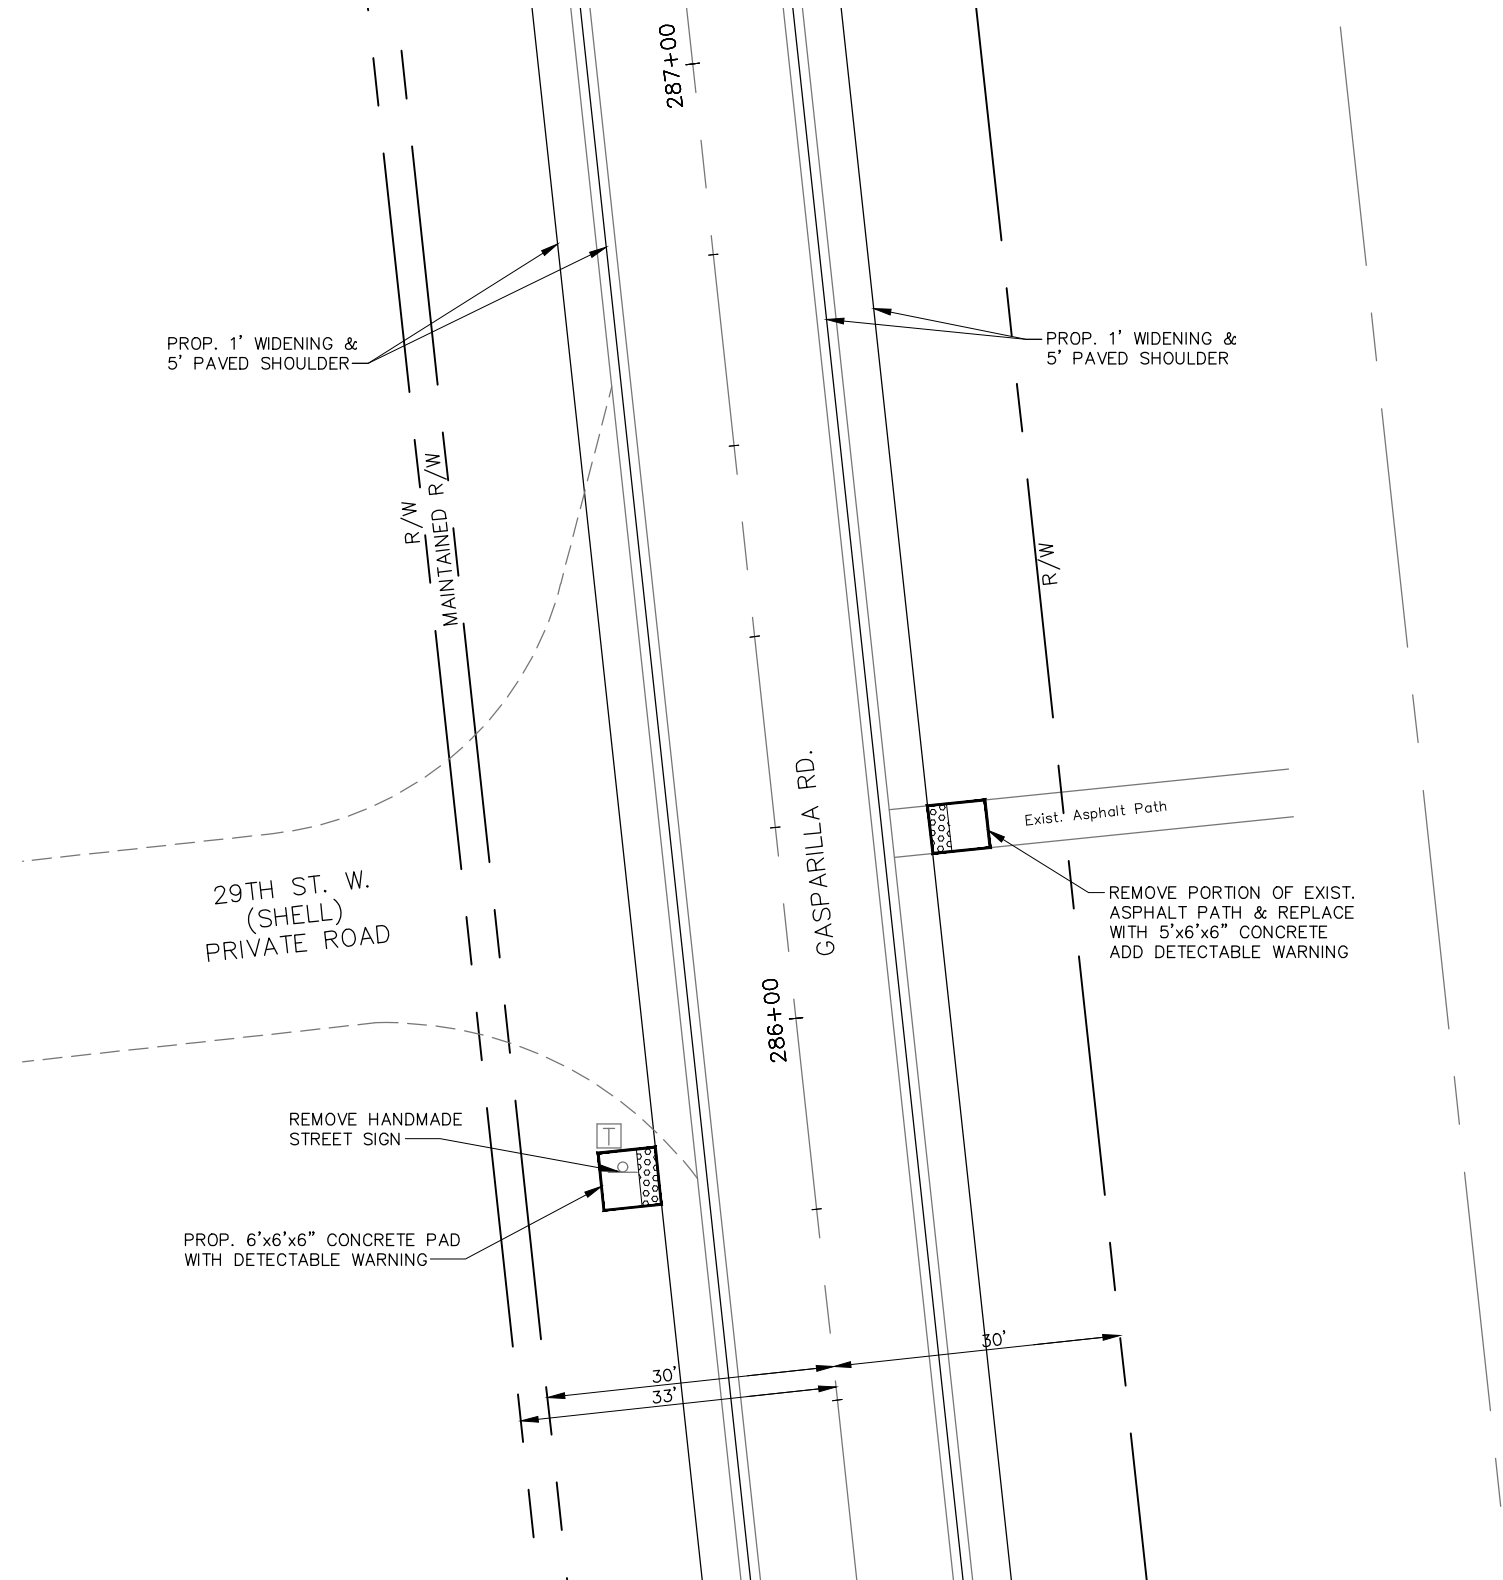 287+00
PROP. 1' WIDENING &
5' PAVED SHOULDER
PROP. 1' WIDENING &
5' PAVED SHOULDER
R/W
MAINTAINED R/W
R/W
GASPARILLA RD.
Exist. Asphalt Path
29TH ST. W.
(SHELL)
PRIVATE ROAD
REMOVE PORTION OF EXIST.
ASPHALT PATH & REPLACE
WITH 5'x6'x6" CONCRETE
ADD DETECTABLE WARNING
286+00
REMOVE HANDMADE
STREET SIGN
T
PROP. 6'x6'x6" CONCRETE PAD
WITH DETECTABLE WARNING
30'
30'
33'